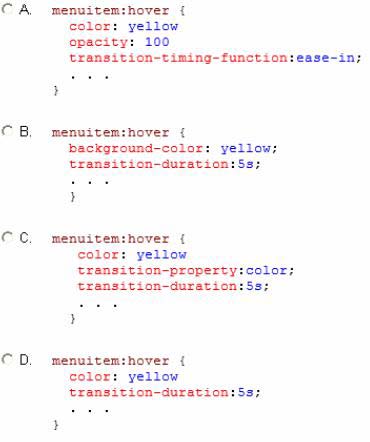 A. menuitem:hover {
color: yellow
opacity: 100
transition-timing-function:ease-in;
. . .
}
B. menuitem:hover {
background-color: yellow;
transition-duration:5s;
. . .
}
C. menuitem:hover {
color: yellow
transition-property:color;
transition-duration:5s;
. . .
}
D. menuitem:hover {
color: yellow
transition-duration:5s;
. . .
}